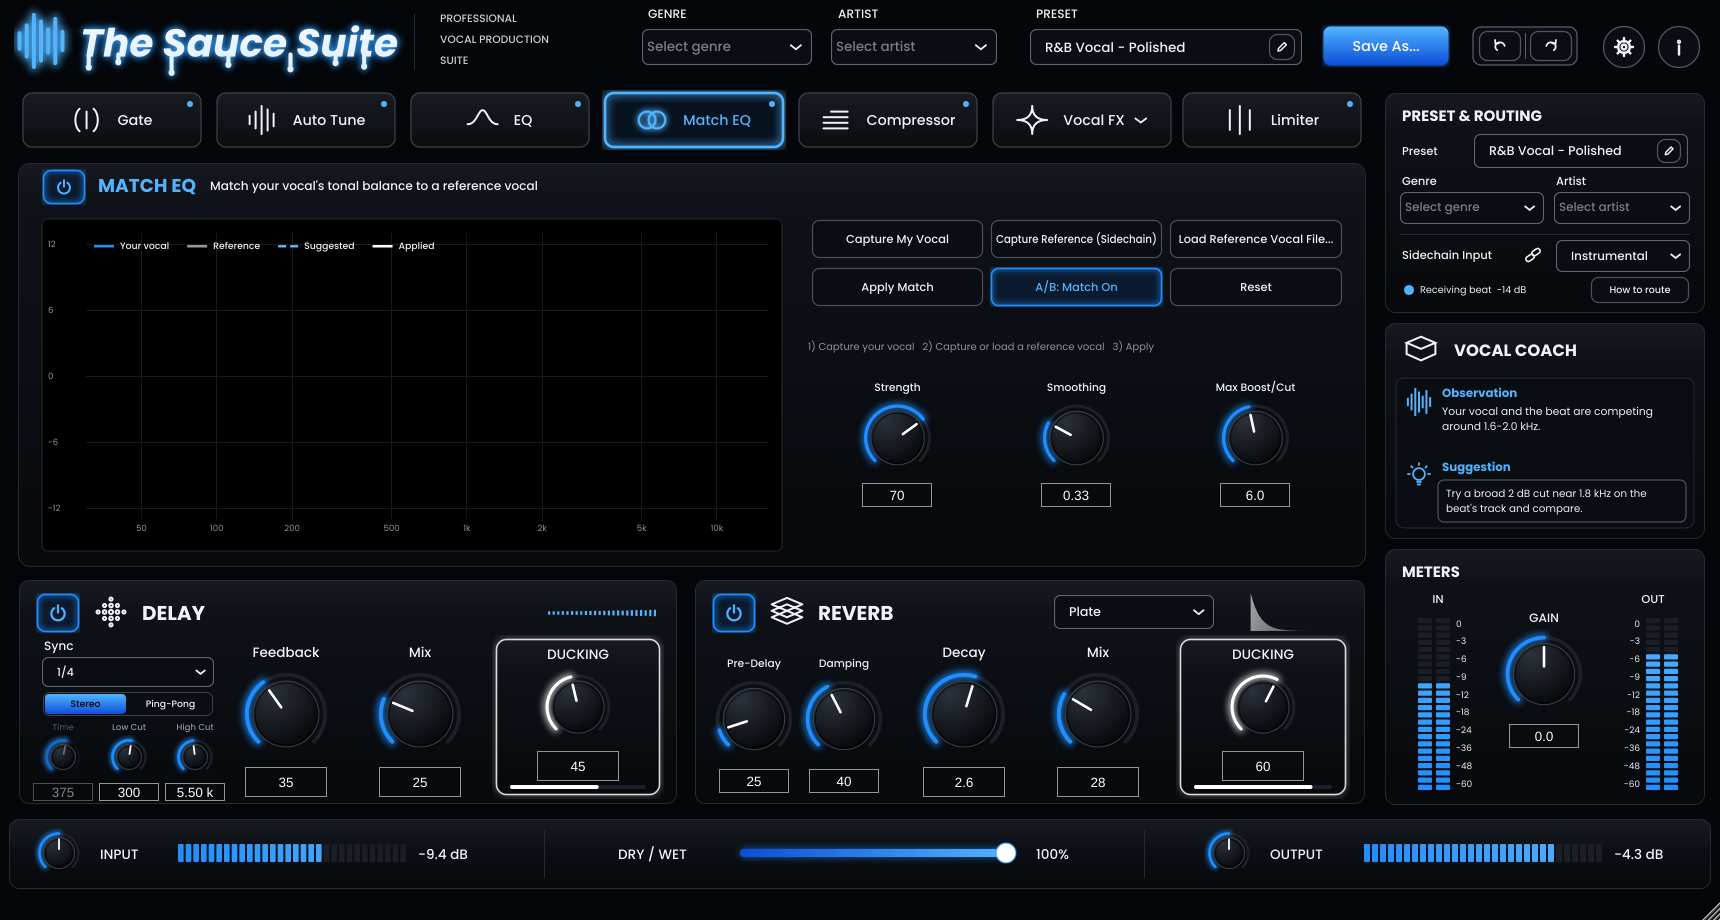 The Sauce Suite
PROFESSIONAL
VOCAL PRODUCTION
SUITE
GENRE
Select genre
ARTIST
Select artist
PRESET
R&B Vocal - Polished
Save As...
Gate
Auto Tune
EQ
Match EQ
Compressor
Vocal FX
Limiter
MATCH EQ
Match your vocal's tonal balance to a reference vocal
Your vocal
Reference
Suggested
Applied
12
6
0
-6
-12
50
100
200
500
1k
2k
5k
10k
Capture My Vocal
Capture Reference (Sidechain)
Load Reference Vocal File...
Apply Match
A/B: Match On
Reset
1) Capture your vocal 2) Capture or load a reference vocal 3) Apply
Strength
Smoothing
Max Boost/Cut
70
0.33
6.0
PRESET & ROUTING
Preset
R&B Vocal - Polished
Genre
Artist
Select genre
Select artist
Sidechain Input
Instrumental
Receiving beat -14 dB
How to route
VOCAL COACH
Observation
Your vocal and the beat are competing
around 1.6-2.0 kHz.
Suggestion
Try a broad 2 dB cut near 1.8 kHz on the
beat's track and compare.
METERS
IN
GAIN
OUT
0
-3
-6
-9
-12
-18
-24
-36
-48
-60
0.0
0
-3
-6
-9
-12
-18
-24
-36
-48
-60
DELAY
Sync
1/4
Stereo
Ping-Pong
Time
Low Cut
High Cut
375
300
5.50 k
Feedback
35
Mix
25
DUCKING
45
REVERB
Plate
Pre-Delay
25
Damping
40
Decay
2.6
Mix
28
DUCKING
60
INPUT
-9.4 dB
DRY / WET
100%
OUTPUT
-4.3 dB